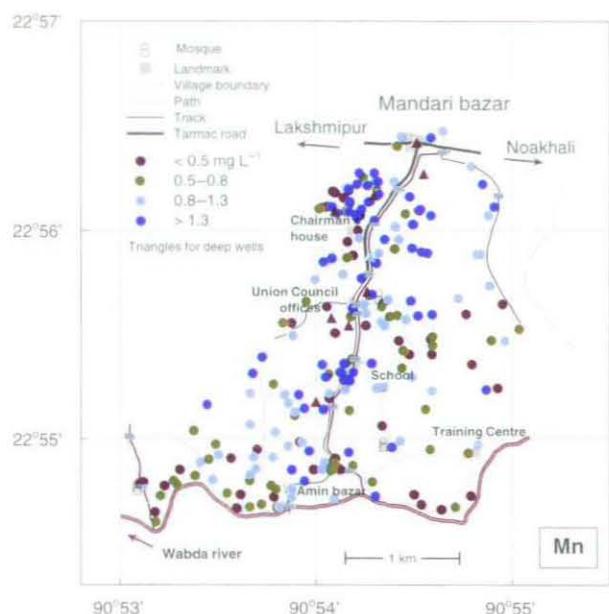 22°57'
Mosque
Landmark
Village boundary
Path
Track
Tarmac road
< 0.5 mg L⁻¹
0.5–0.8
0.8–1.3
> 1.3
Triangles for deep wells
Mandari bazar
Lakshmipur
Noakhali
22°56'
Chairman
house
Union Council
offices
School
22°55'
Training Centre
Amin bazar
Wabda river
1 km
Mn
90°53'
90°54'
90°55'